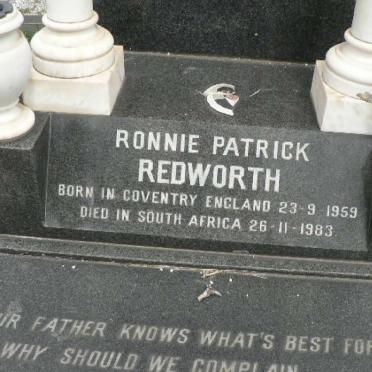 RONNIE PATRICK
REDWORTH
BORN IN COVENTRY ENGLAND 23-9 1959
DIED IN SOUTH AFRICA 26-11-1983
UR FATHER KNOWS WHAT'S BEST FOR
WHY SHOULD WE COMPLAIN